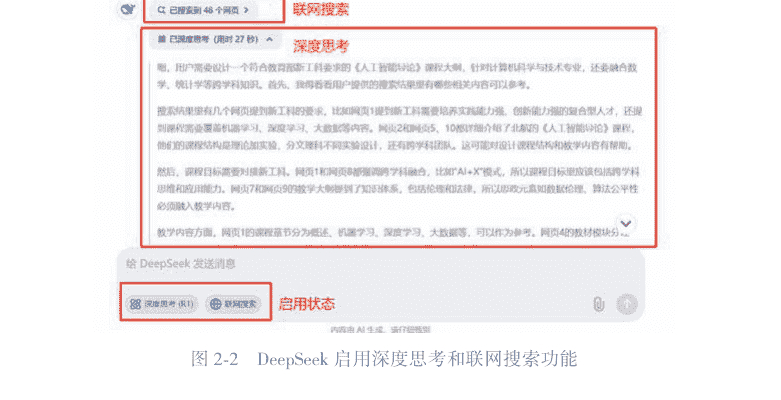 已搜索到 48 个网页 联网搜索
已深度思考（用时 27 秒） 深度思考
嗯，用户需要设计一个符合教育部新工科要求的《人工智能导论》课程大纲，针对计算机科学与技术专业，还要融合数
学、统计学等跨学科知识。首先，我得看看用户提供的搜索结果里有哪些相关内容可以参考。
搜索结果里有几个网页提到新工科的要求，比如网页1提到新工科需要培养实践能力强、创新能力强的复合型人才，还提
到课程需要覆盖机器学习、深度学习、大数据等内容。网页2和网页5、10都详细介绍了北航的《人工智能导论》课程，
他们的课程结构是理论加实验，分文理科不同实验设计，还有跨学科团队。这可能对设计课程结构和教学内容有帮助。
然后，课程目标需要对接新工科。网页1和网页8都强调跨学科融合，比如"AI+X"模式，所以课程目标里应该包括跨学科
思维和应用能力。网页7和网页9的教学大纲提到了知识体系，包括伦理和法律，所以思政元素如数据伦理、算法公平性
必须融入教学内容。
教学内容方面，网页1的课程章节分为概述、机器学习、深度学习、大数据等，可以作为参考。网页4的教材模块分
给 DeepSeek 发送消息
深度思考 (R1) 联网搜索 启用状态
内容由 AI 生成，请仔细甄别
图 2-2 DeepSeek 启用深度思考和联网搜索功能